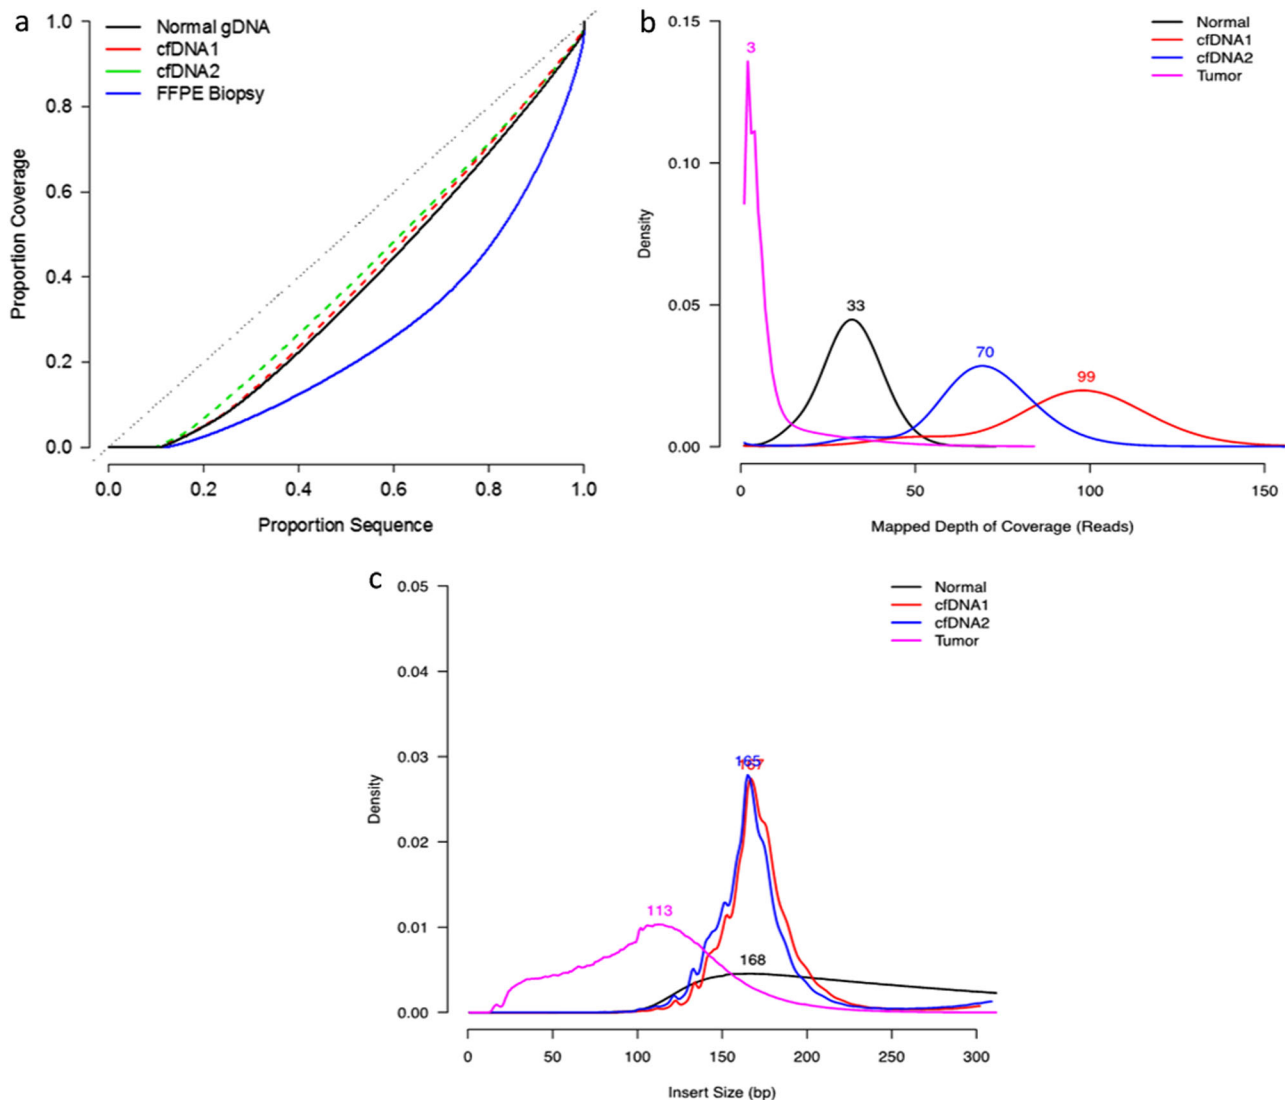 a
Normal gDNA
cfDNA1
cfDNA2
FFPE Biopsy
1.0
0.8
0.6
0.4
0.2
0.0
Proportion Coverage
0.0 0.2 0.4 0.6 0.8 1.0
Proportion Sequence
b
Normal
cfDNA1
cfDNA2
Tumor
0.15
0.10
0.05
0.00
Density
3
33
70
99
0 50 100 150
Mapped Depth of Coverage (Reads)
c
Normal
cfDNA1
cfDNA2
Tumor
0.05
0.04
0.03
0.02
0.01
0.00
Density
165
167
113
168
0 50 100 150 200 250 300
Insert Size (bp)